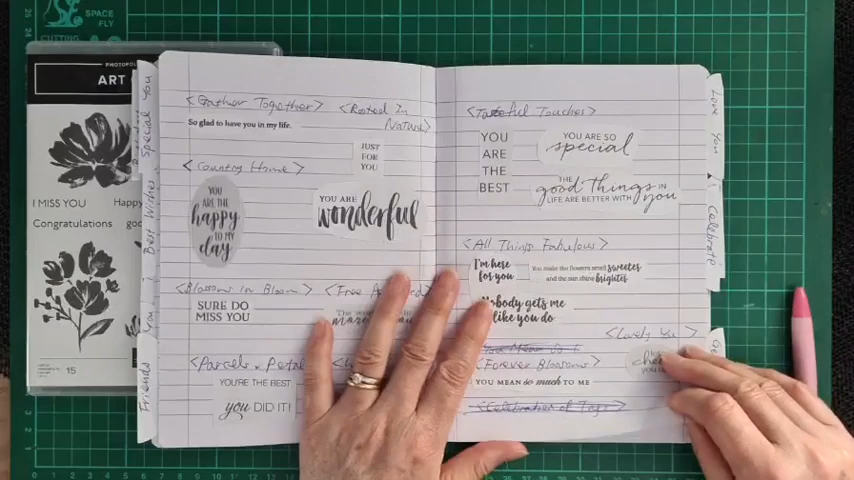 SPACE
FLY
CUTTING
ART
I MISS YOU
Happy
Congratulations
15
Special You
Best Wishes
Friends
You
<Gather Together>
<Rooted In
Nature>
So glad to have you in my life.
JUST
FOR
YOU
<Country Home>
YOU
ARE THE
happy
TO MY
day
YOU ARE
wonderful
<Blossoms in Bloom>
SURE DO
MISS YOU
<Parcels + Petals
YOU'RE THE BEST
you DID IT!
<Tasteful Touches>
YOU
ARE
THE
BEST
YOU ARE SO
special
THE
good things IN
LIFE ARE BETTER WITH you
<All Things Fabulous>
I'm here
for you
You make the flowers smell sweeter
and the sun shine brighter
Nobody gets me
like you do
<Lovely You>
<Forever Blossoms>
YOU MEAN so much TO ME
<Celebration of Tags>
Love You
Celebrate